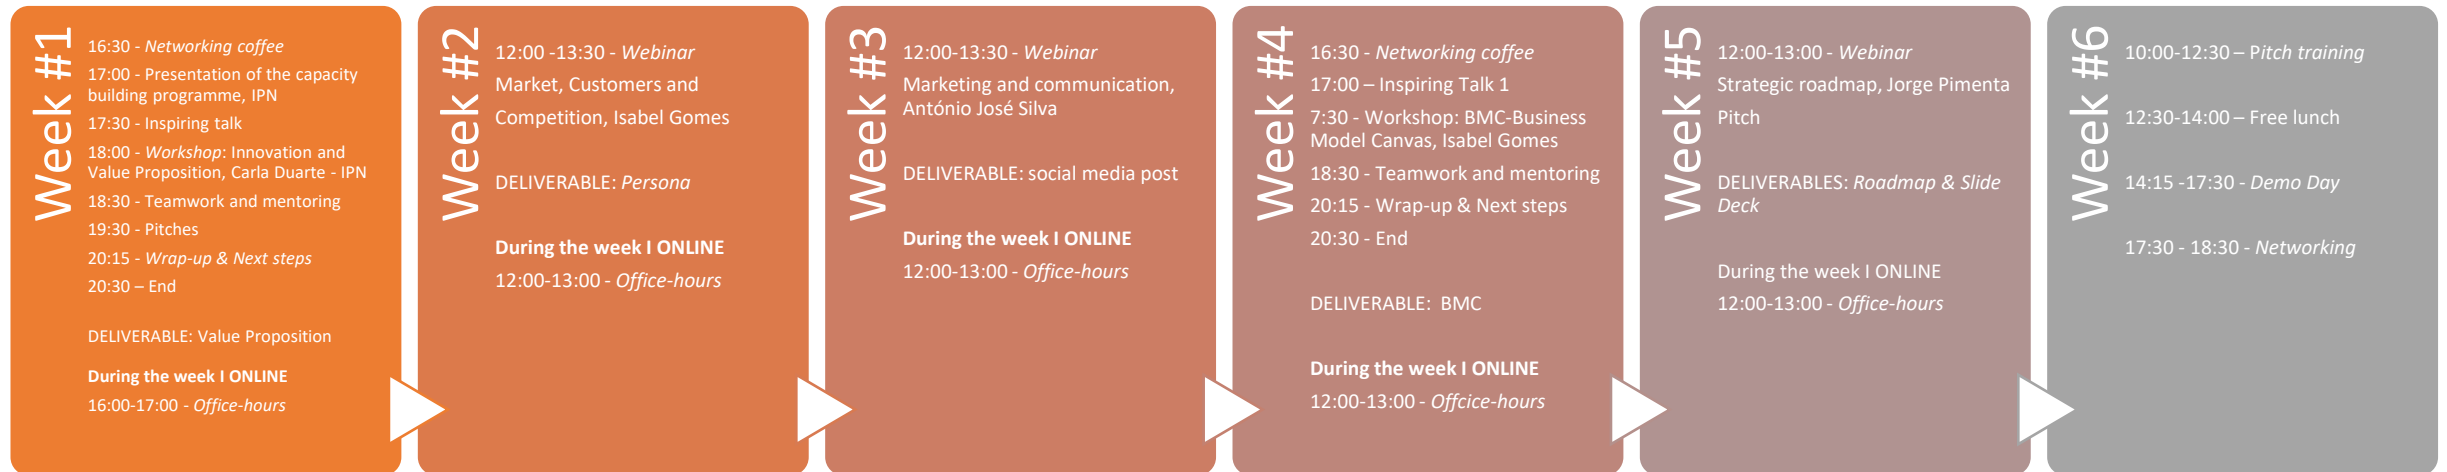 Week #1
16:30 - Networking coffee
17:00 - Presentation of the capacity
building programme, IPN
17:30 - Inspiring talk
18:00 - Workshop: Innovation and
Value Proposition, Carla Duarte - IPN
18:30 - Teamwork and mentoring
19:30 - Pitches
20:15 - Wrap-up & Next steps
20:30 – End
DELIVERABLE: Value Proposition
During the week I ONLINE
16:00-17:00 - Office-hours
Week #2
12:00 -13:30 - Webinar
Market, Customers and
Competition, Isabel Gomes
DELIVERABLE: Persona
During the week I ONLINE
12:00-13:00 - Office-hours
Week #3
12:00-13:30 - Webinar
Marketing and communication,
António José Silva
DELIVERABLE: social media post
During the week I ONLINE
12:00-13:00 - Office-hours
Week #4
16:30 - Networking coffee
17:00 – Inspiring Talk 1
7:30 - Workshop: BMC-Business
Model Canvas, Isabel Gomes
18:30 - Teamwork and mentoring
20:15 - Wrap-up & Next steps
20:30 - End
DELIVERABLE:  BMC
During the week I ONLINE
12:00-13:00 - Offcice-hours
Week #5
12:00-13:00 - Webinar
Strategic roadmap, Jorge Pimenta
Pitch
DELIVERABLES: Roadmap & Slide
Deck
During the week I ONLINE
12:00-13:00 - Office-hours
Week #6
10:00-12:30 – Pitch training
12:30-14:00 – Free lunch
14:15 -17:30 - Demo Day
17:30 - 18:30 - Networking